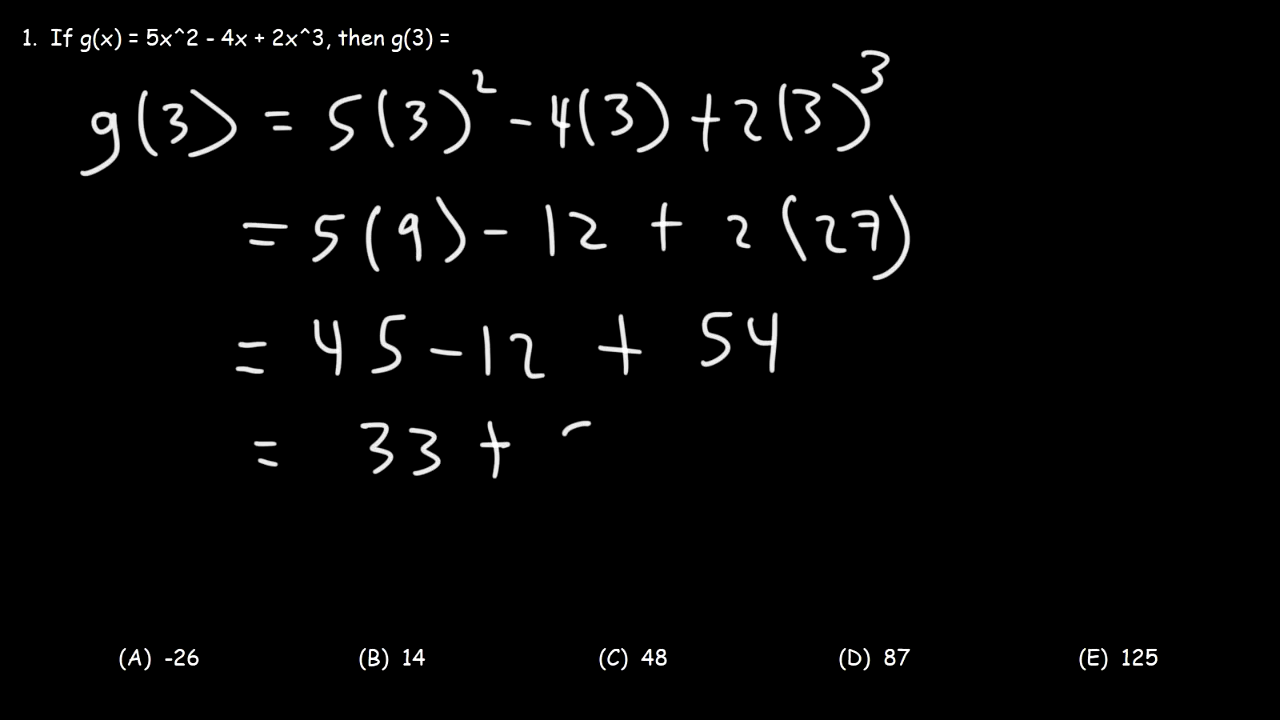 1. If g(x) = 5x^2 - 4x + 2x^3, then g(3) =
g(3) = 5(3)² - 4(3) + 2(3)³
= 5(9) - 12 + 2(27)
= 45 - 12 + 54
= 33 +
(A) -26 (B) 14 (C) 48 (D) 87 (E) 125